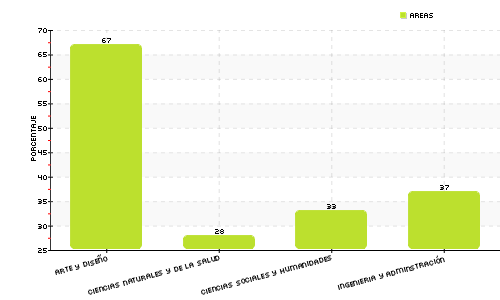 AREAS
70
67
65
60
55
50
PORCENTAJE
45
40
37
35
33
30
28
25
ARTE Y DISEÑO
CIENCIAS NATURALES Y DE LA SALUD
CIENCIAS SOCIALES Y HUMANIDADES
INGENIERIA Y ADMINSTRACIÓN